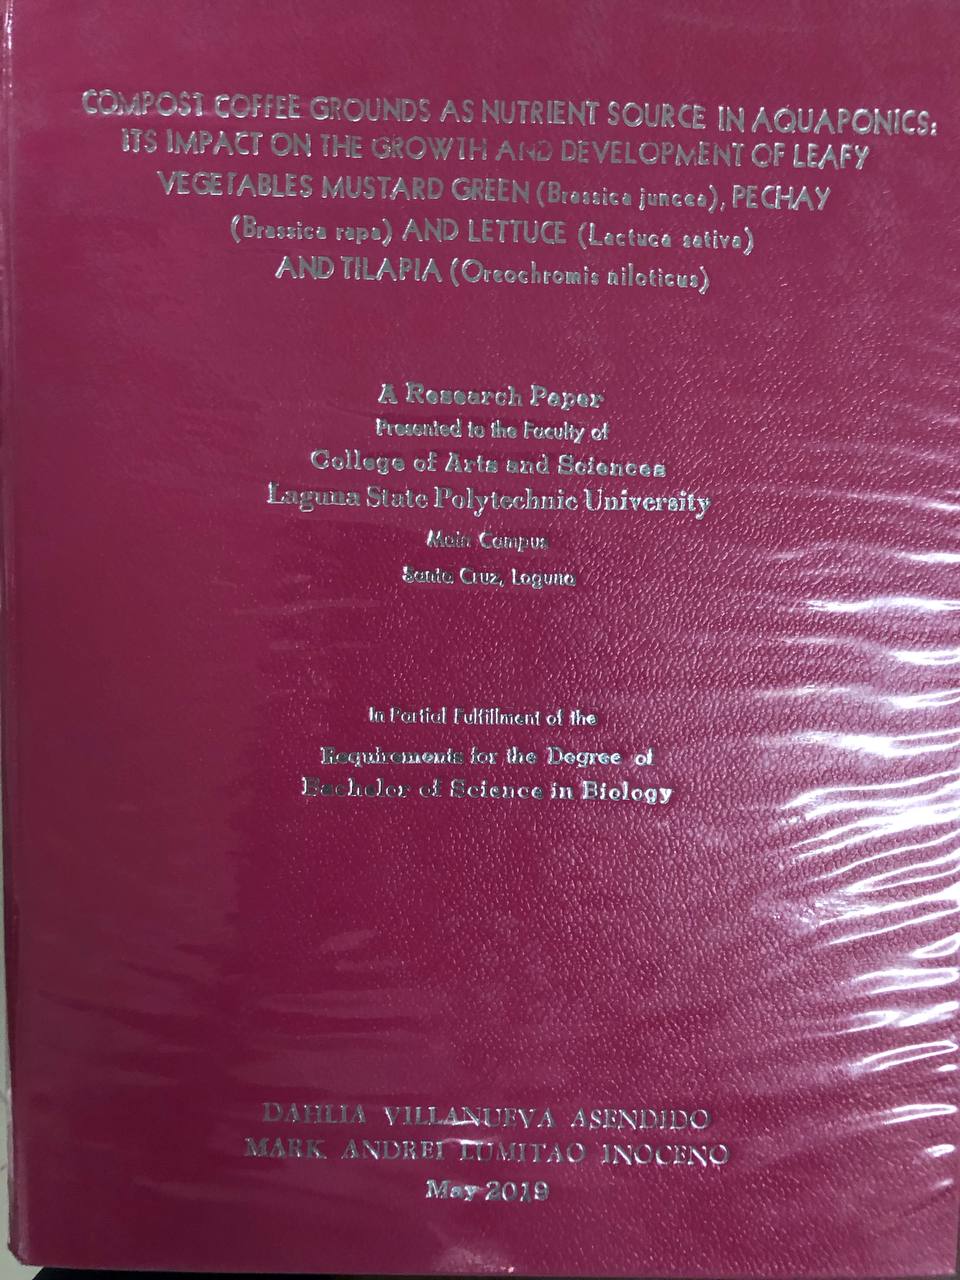 COMPOST COFFEE GROUNDS AS NUTRIENT SOURCE IN AQUAPONICS:
ITS IMPACT ON THE GROWTH AND DEVELOPMENT OF LEAFY
VEGETABLES MUSTARD GREEN (Brassica juncea), PECHAY
(Brassica rapa) AND LETTUCE (Lactuca sativa)
AND TILAPIA (Oreochromis niloticus)
A Research Paper
Presented to the Faculty of
College of Arts and Sciences
Laguna State Polytechnic University
Main Campus
Santa Cruz, Laguna
In Partial Fulfillment of the
Requirements for the Degree of
Bachelor of Science in Biology
DAHLIA VILLANUEVA ASENDIDO
MARK ANDREI LUMITAO INOCENO
May 2019